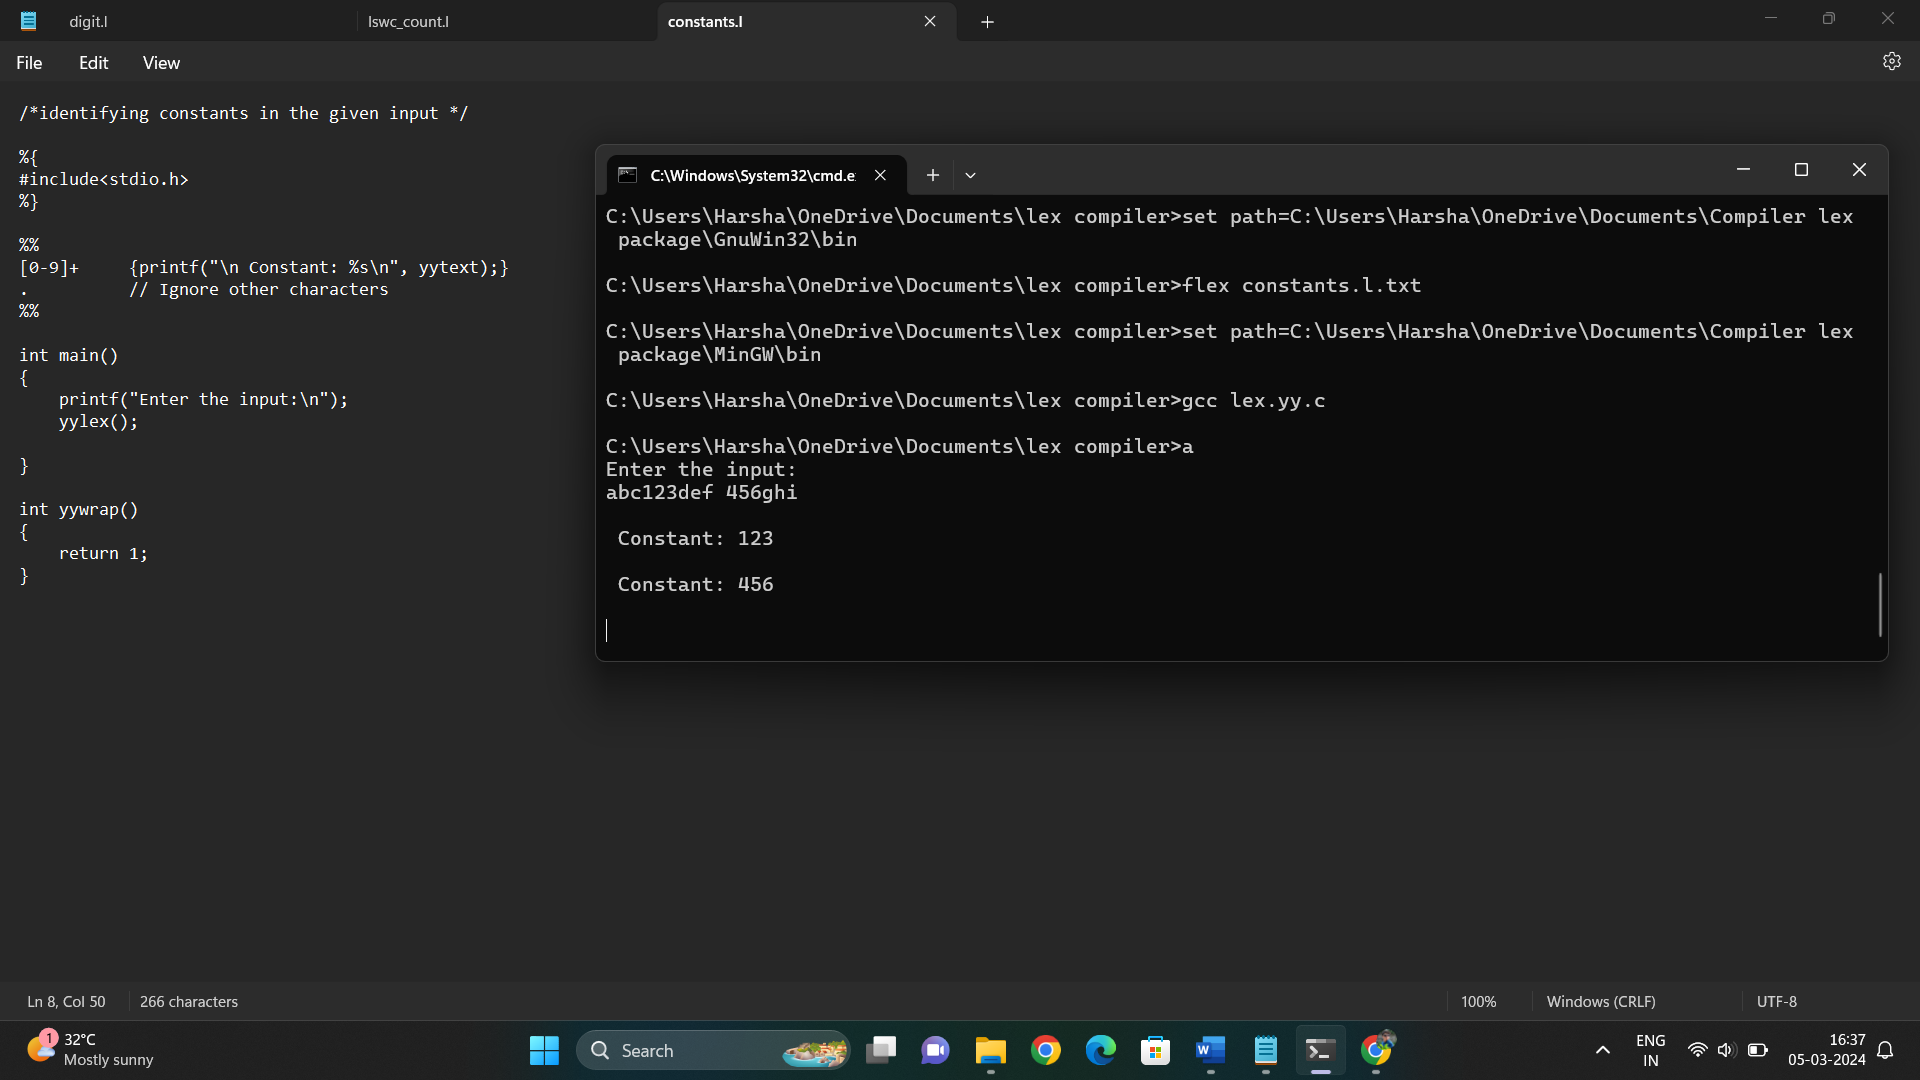 digit.l
lswc_count.l
constants.l
File
Edit
View
/*identifying constants in the given input */
%{
#include<stdio.h>
%}
%%
[0-9]+     {printf("\n Constant: %s\n", yytext);}
.          // Ignore other characters
%%
int main()
{
    printf("Enter the input:\n");
    yylex();
}
int yywrap()
{
    return 1;
}
C:\Windows\System32\cmd.e
C:\Users\Harsha\OneDrive\Documents\lex compiler>set path=C:\Users\Harsha\OneDrive\Documents\Compiler lex
 package\GnuWin32\bin
C:\Users\Harsha\OneDrive\Documents\lex compiler>flex constants.l.txt
C:\Users\Harsha\OneDrive\Documents\lex compiler>set path=C:\Users\Harsha\OneDrive\Documents\Compiler lex
 package\MinGW\bin
C:\Users\Harsha\OneDrive\Documents\lex compiler>gcc lex.yy.c
C:\Users\Harsha\OneDrive\Documents\lex compiler>a
Enter the input:
abc123def 456ghi
 Constant: 123
 Constant: 456
Ln 8, Col 50
266 characters
100%
Windows (CRLF)
UTF-8
1
32°C
Mostly sunny
Search
ENG
IN
16:37
05-03-2024